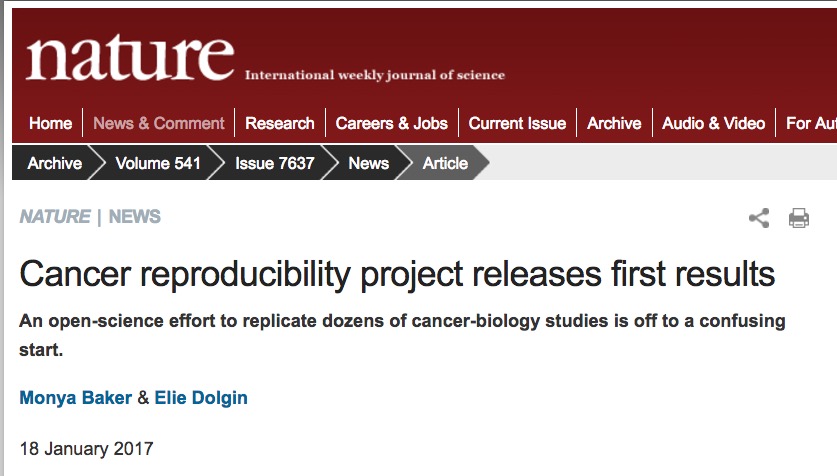 nature International weekly journal of science
Home News & Comment Research Careers & Jobs Current Issue Archive Audio & Video For Aut
Archive Volume 541 Issue 7637 News Article
NATURE | NEWS
Cancer reproducibility project releases first results
An open-science effort to replicate dozens of cancer-biology studies is off to a confusing
start.
Monya Baker & Elie Dolgin
18 January 2017